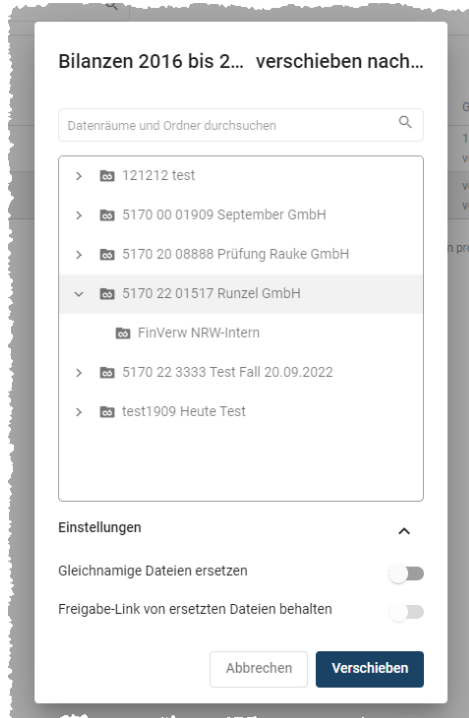 Bilanzen 2016 bis 2... verschieben nach...
Datenräume und Ordner durchsuchen
121212 test
5170 00 01909 September GmbH
5170 20 08888 Prüfung Rauke GmbH
5170 22 01517 Runzel GmbH
FinVerw NRW-Intern
5170 22 3333 Test Fall 20.09.2022
test1909 Heute Test
Einstellungen
Gleichnamige Dateien ersetzen
Freigabe-Link von ersetzten Dateien behalten
Abbrechen
Verschieben